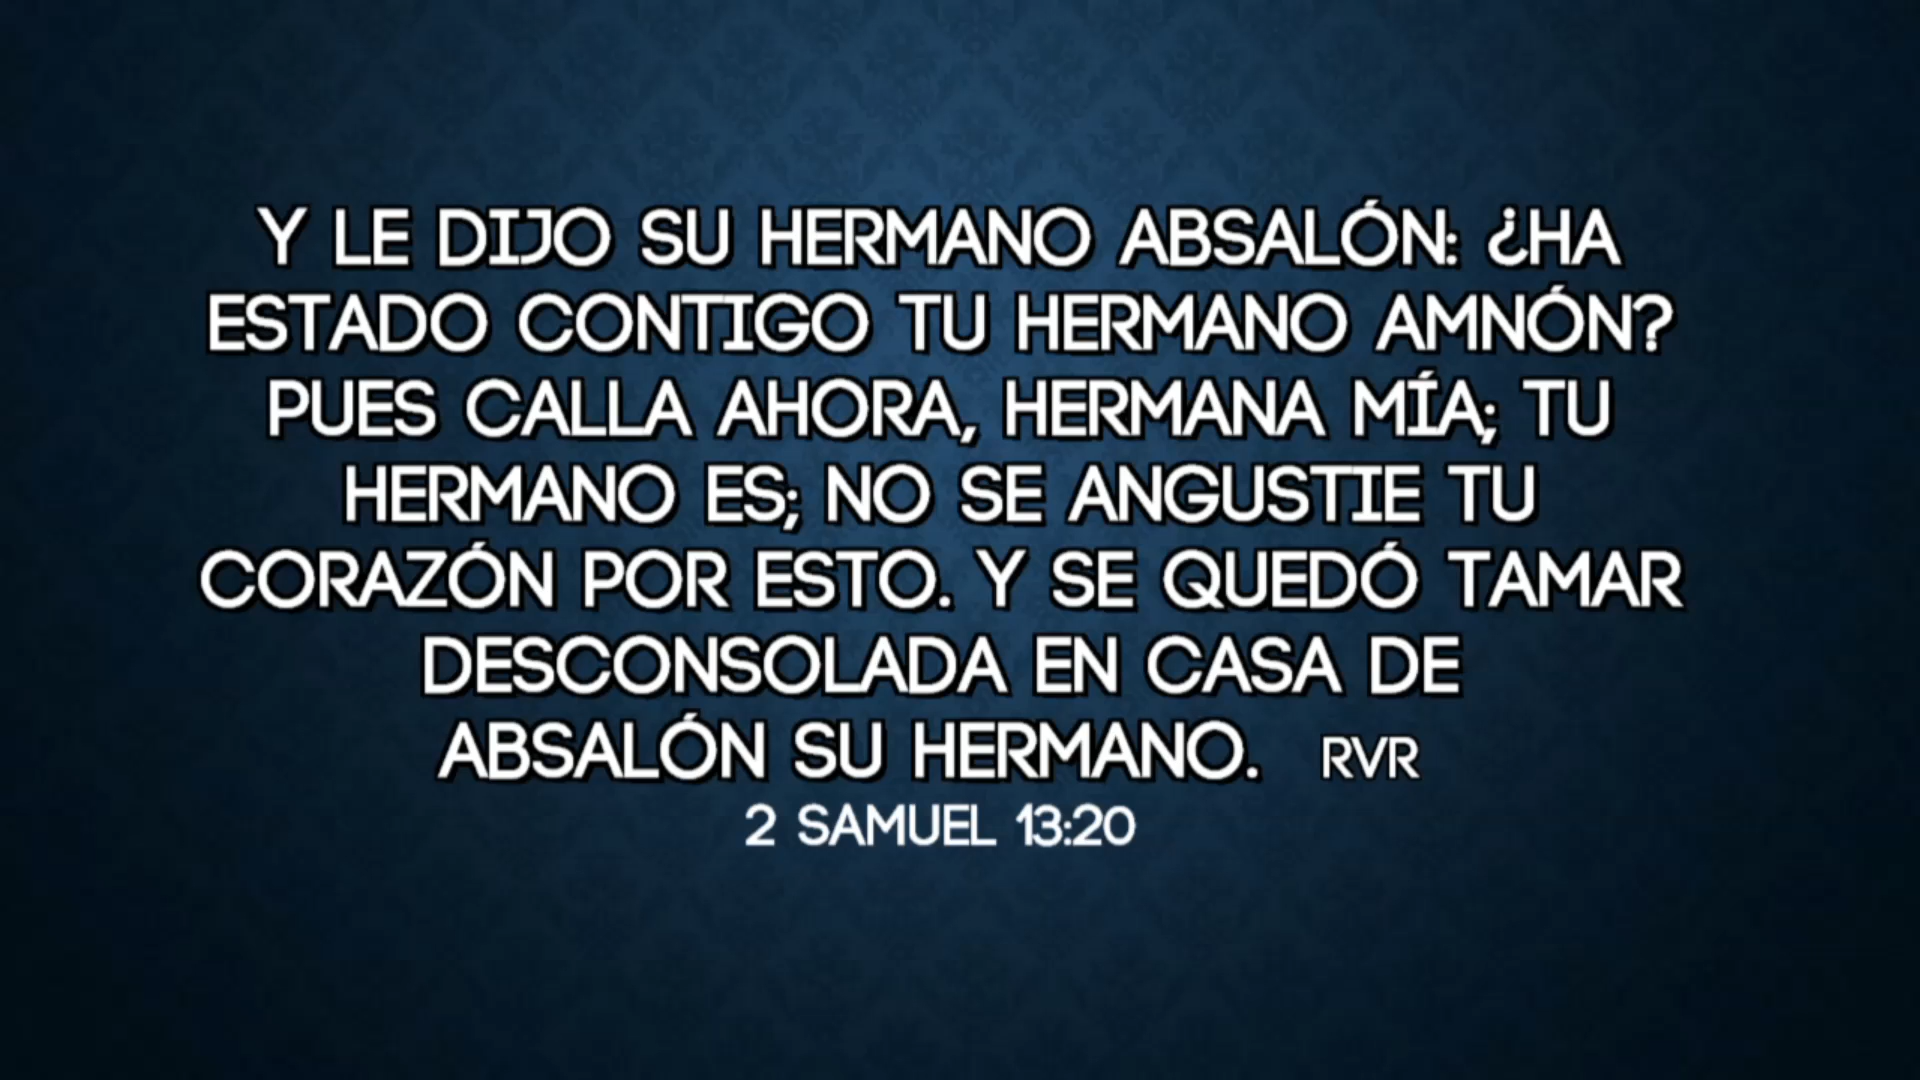 Y LE DIJO SU HERMANO ABSALÓN: ¿HA
ESTADO CONTIGO TU HERMANO AMNÓN?
PUES CALLA AHORA, HERMANA MÍA; TU
HERMANO ES; NO SE ANGUSTIE TU
CORAZÓN POR ESTO. Y SE QUEDÓ TAMAR
DESCONSOLADA EN CASA DE
ABSALÓN SU HERMANO. RVR
2 SAMUEL 13:20